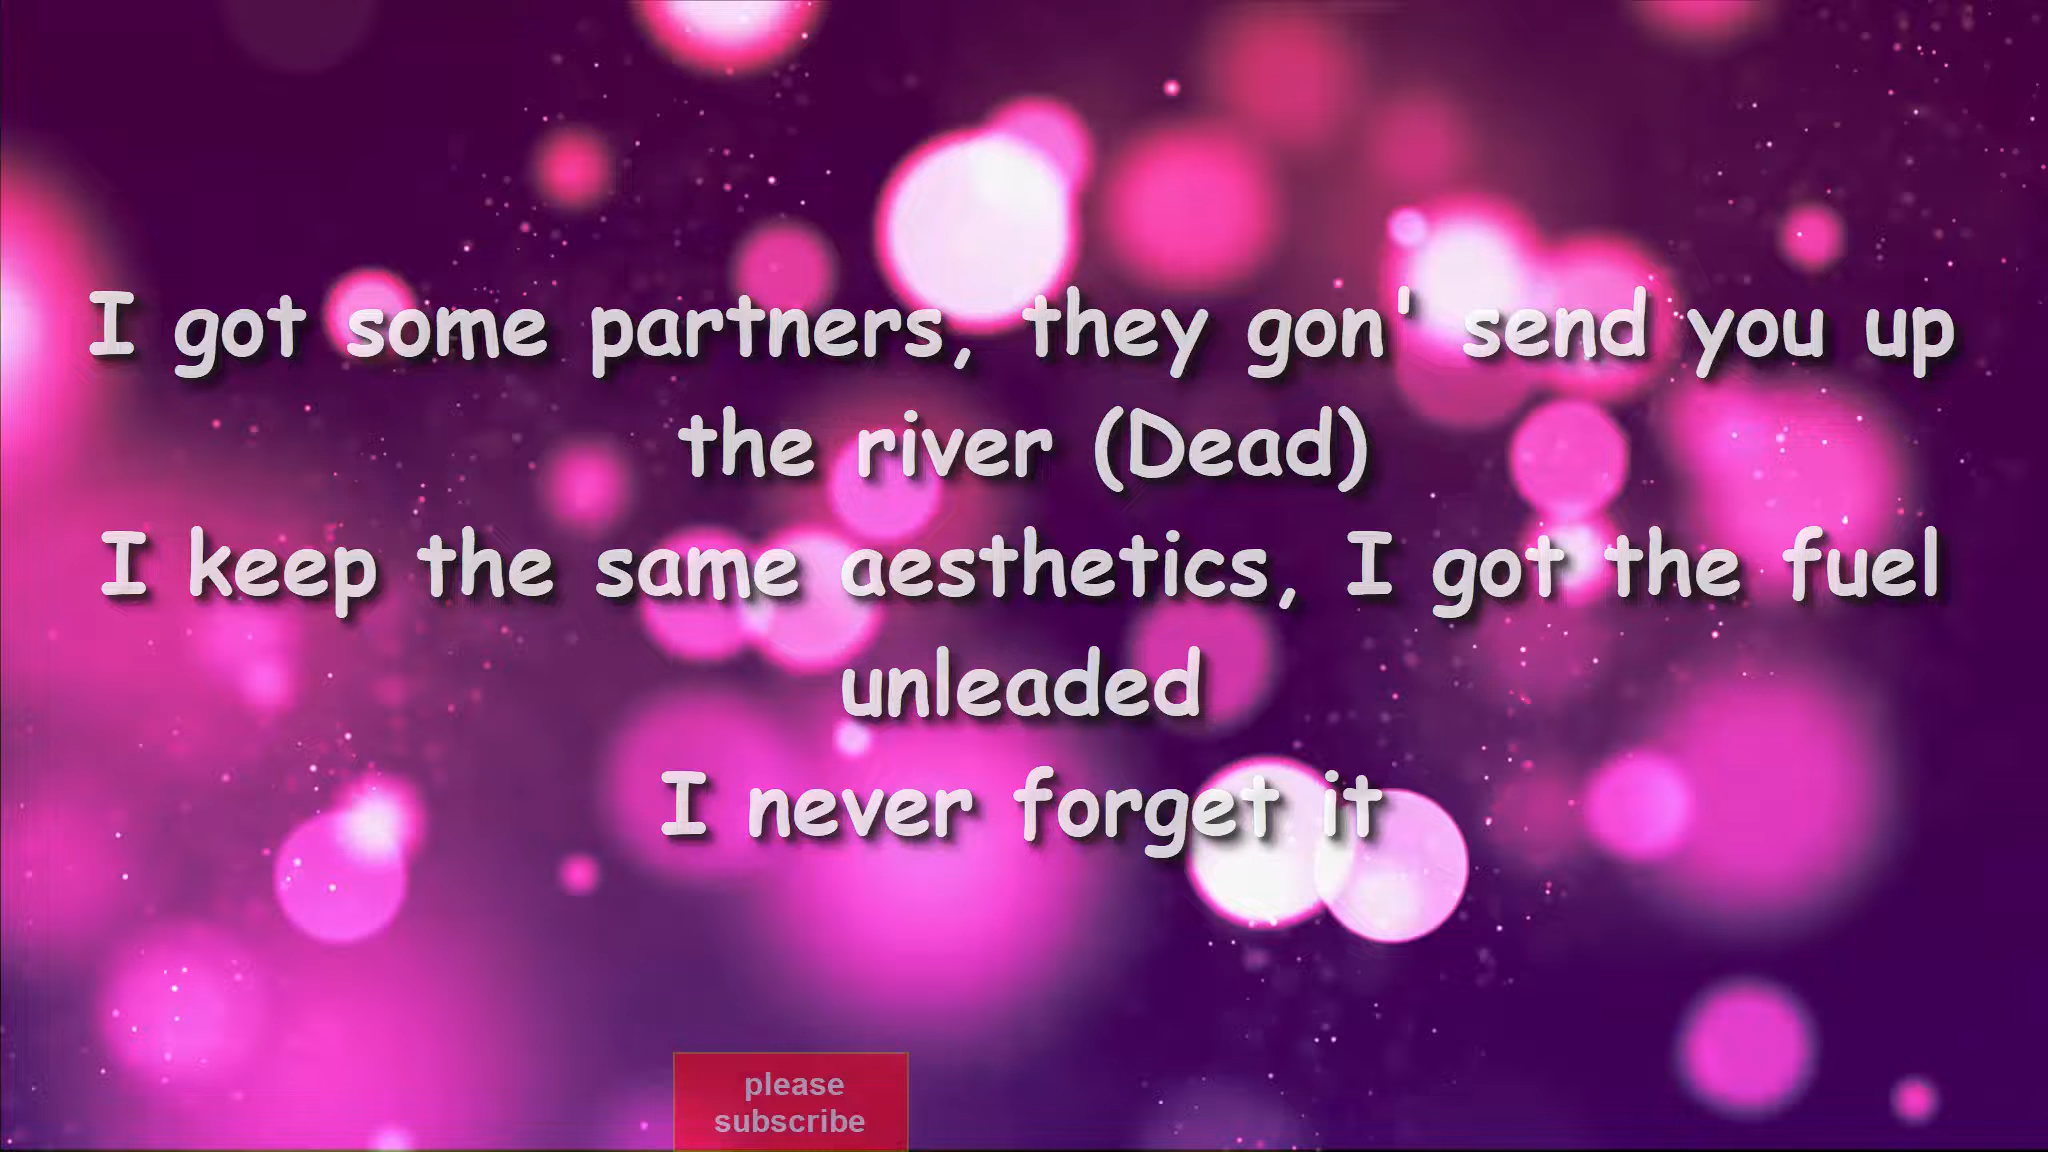 I got some partners, they gon' send you up
the river (Dead)
I keep the same aesthetics, I got the fuel
unleaded
I never forget it
please
subscribe